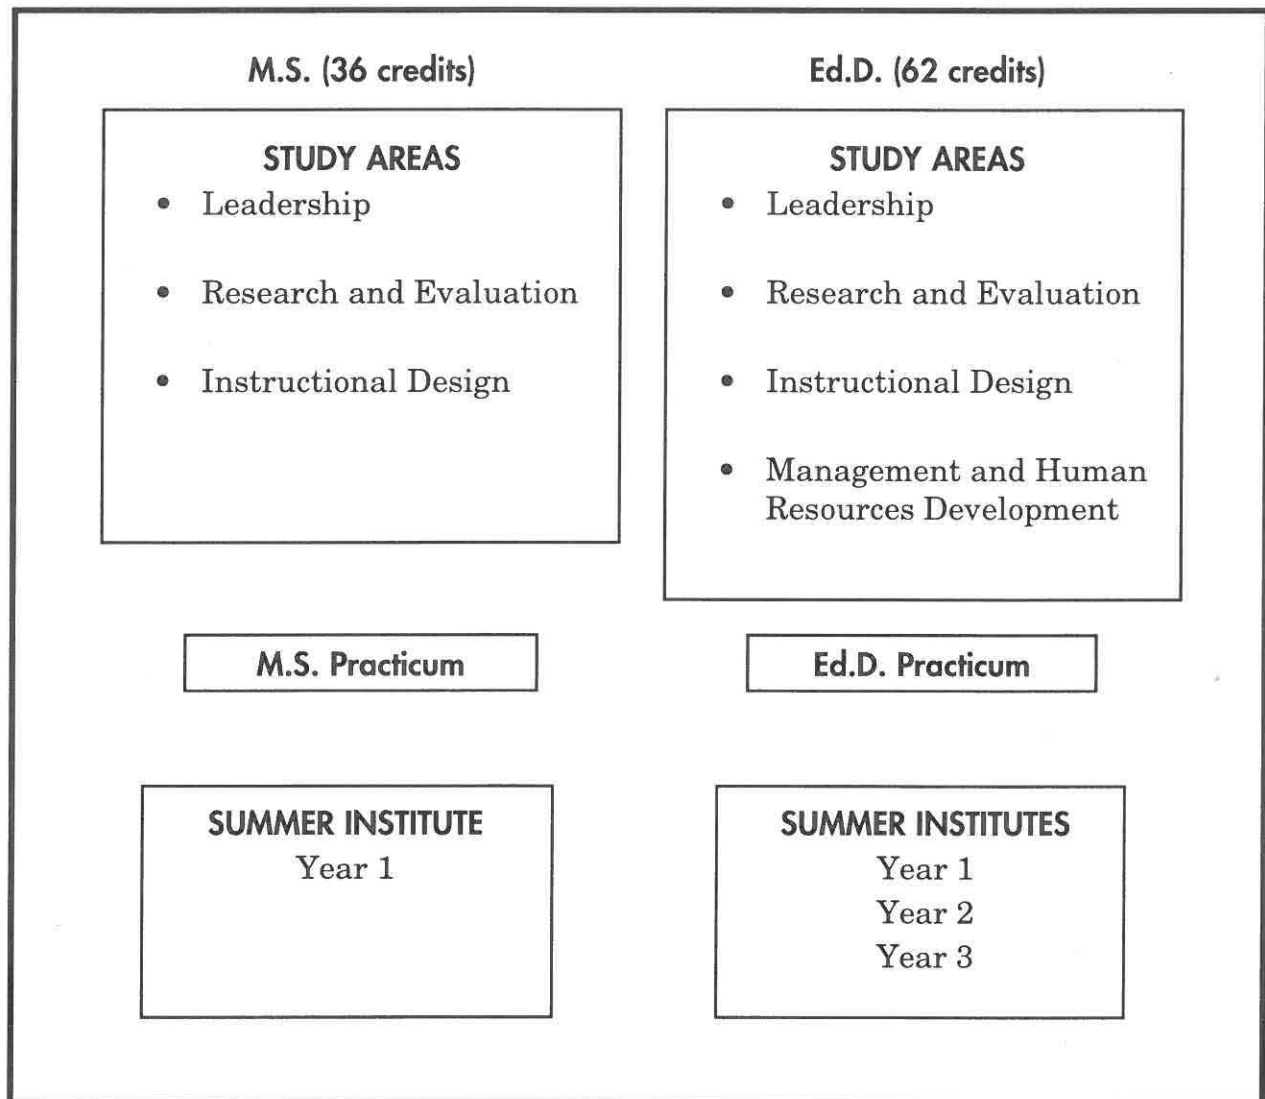 M.S. (36 credits)
STUDY AREAS
• Leadership
• Research and Evaluation
• Instructional Design
M.S. Practicum
SUMMER INSTITUTE
Year 1
Ed.D. (62 credits)
STUDY AREAS
• Leadership
• Research and Evaluation
• Instructional Design
• Management and Human
Resources Development
Ed.D. Practicum
SUMMER INSTITUTES
Year 1
Year 2
Year 3